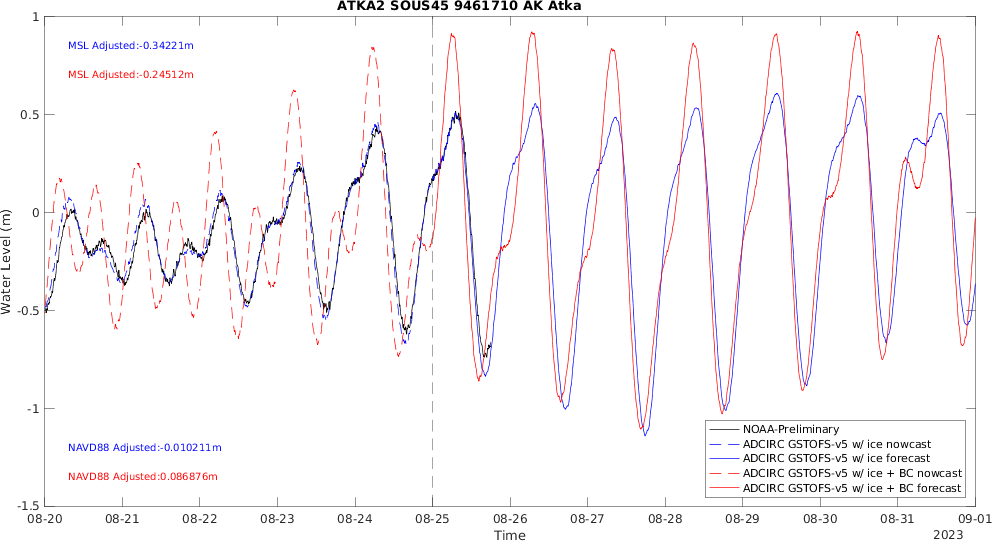 ATKA2 SOUS45 9461710 AK Atka
MSL Adjusted:-0.34221m
MSL Adjusted:-0.24512m
Water Level (m)
1
0.5
0
-0.5
-1
-1.5
NAVD88 Adjusted:-0.010211m
NAVD88 Adjusted:0.086876m
NOAA-Preliminary
ADCIRC GSTOFS-v5 w/ ice nowcast
ADCIRC GSTOFS-v5 w/ ice forecast
ADCIRC GSTOFS-v5 w/ ice + BC nowcast
ADCIRC GSTOFS-v5 w/ ice + BC forecast
08-20 08-21 08-22 08-23 08-24 08-25 08-26 08-27 08-28 08-29 08-30 08-31 09-01
Time
2023